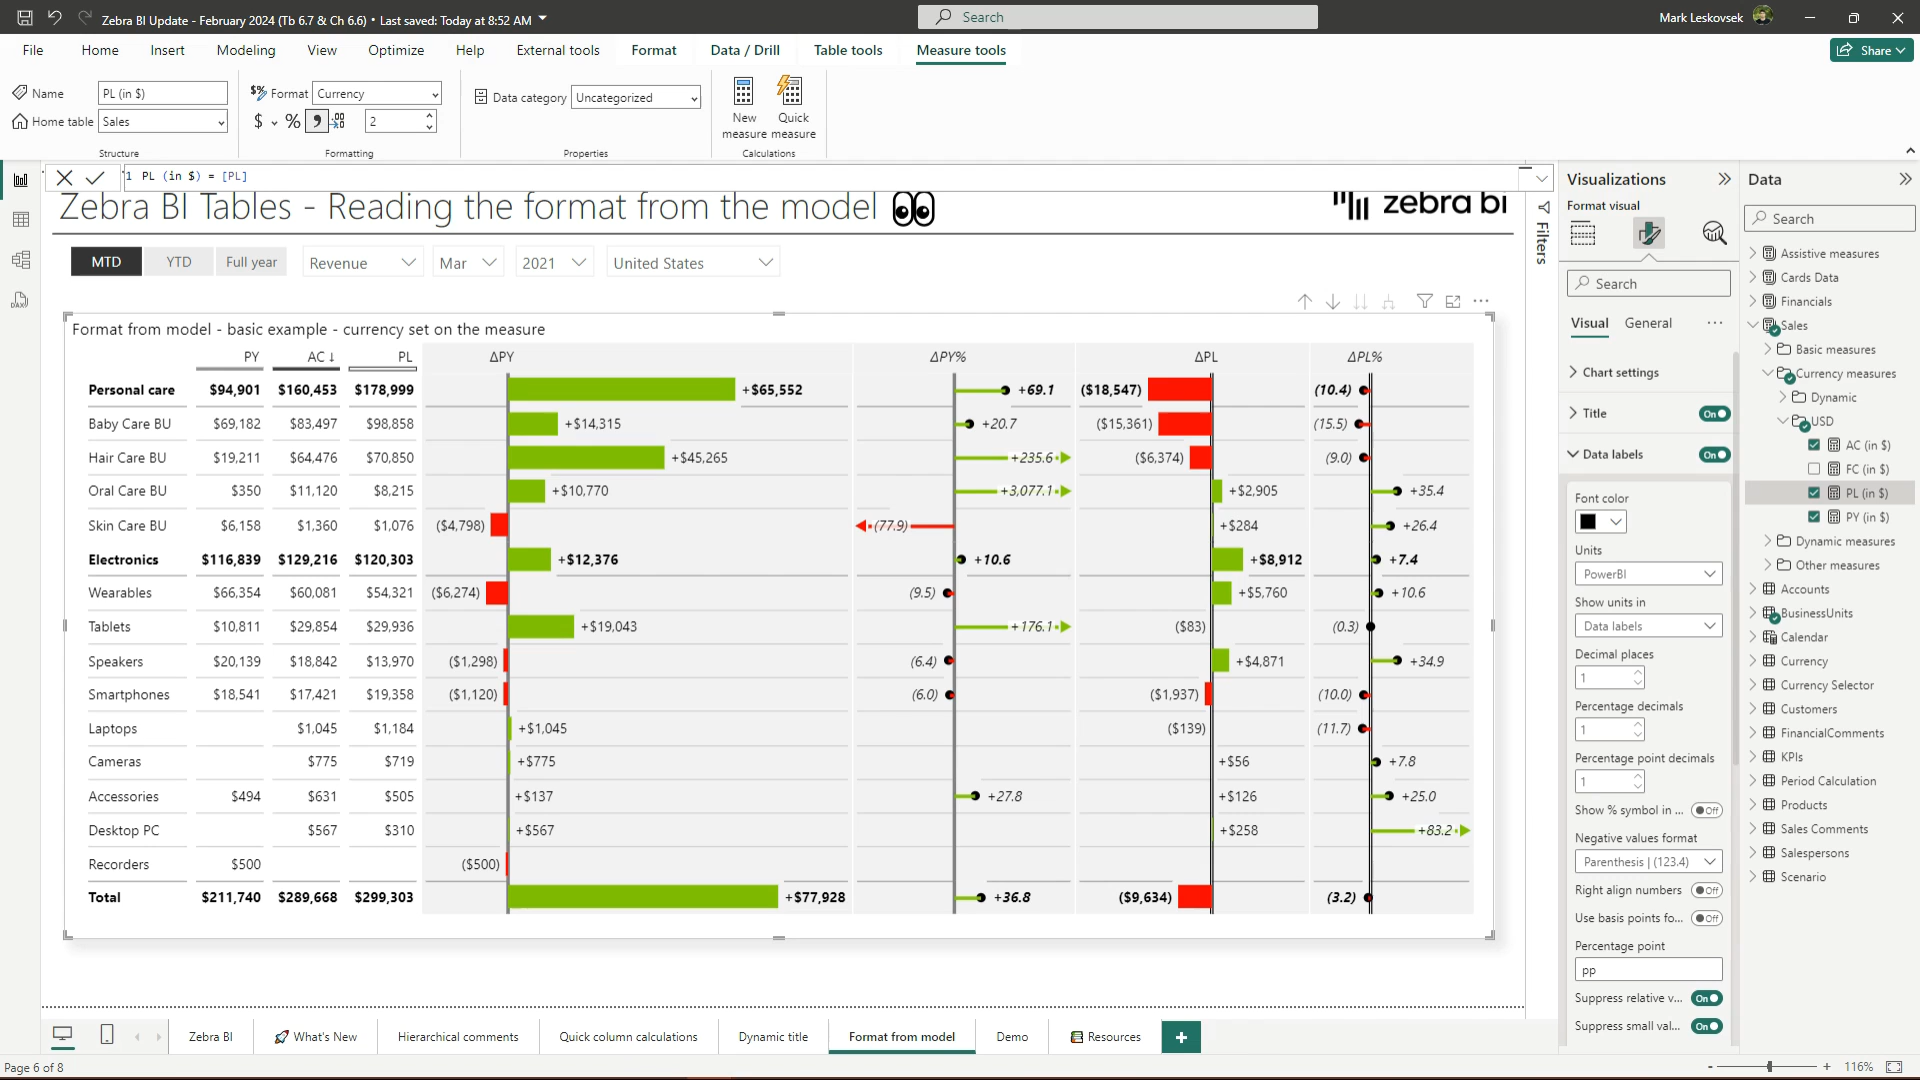 Zebra BI Update - February 2024 (Tb 6.7 & Ch 6.6) • Last saved: Today at 8:52 AM
Search
Mark Leskovsek
File Home Insert Modeling View Optimize Help External tools Format Data / Drill Table tools Measure tools
Share
Name PL (in $)
Home table Sales
Structure
$% Format Currency
$ % 9 2
Formatting
Data category Uncategorized
Properties
New measure
Quick measure
Calculations
1 PL (in $) = [PL]
Zebra BI Tables - Reading the format from the model
zebra bi
MTD YTD Full year Revenue Mar 2021 United States
Format from model - basic example - currency set on the measure
PY AC ↓ PL ΔPY ΔPY% ΔPL ΔPL%
Personal care $94,901 $160,453 $178,999 +$65,552 +69.1 ($18,547) (10.4)
Baby Care BU $69,182 $83,497 $98,858 +$14,315 +20.7 ($15,361) (15.5)
Hair Care BU $19,211 $64,476 $70,850 +$45,265 +235.6 ($6,374) (9.0)
Oral Care BU $350 $11,120 $8,215 +$10,770 +3,077.1 +$2,905 +35.4
Skin Care BU $6,158 $1,360 $1,076 ($4,798) (77.9) +$284 +26.4
Electronics $116,839 $129,216 $120,303 +$12,376 +10.6 +$8,912 +7.4
Wearables $66,354 $60,081 $54,321 ($6,274) (9.5) +$5,760 +10.6
Tablets $10,811 $29,854 $29,936 +$19,043 +176.1 ($83) (0.3)
Speakers $20,139 $18,842 $13,970 ($1,298) (6.4) +$4,871 +34.9
Smartphones $18,541 $17,421 $19,358 ($1,120) (6.0) ($1,937) (10.0)
Laptops $1,045 $1,184 +$1,045 ($139) (11.7)
Cameras $775 $719 +$775 +$56 +7.8
Accessories $494 $631 $505 +$137 +27.8 +$126 +25.0
Desktop PC $567 $310 +$567 +$258 +83.2
Recorders $500 ($500)
Total $211,740 $289,668 $299,303 +$77,928 +36.8 ($9,634) (3.2)
Filters
Visualizations
Format visual
Search
Visual General
Chart settings
Title On
Data labels On
Font color
Units
PowerBI
Show units in
Data labels
Decimal places
1
Percentage decimals
1
Percentage point decimals
1
Show % symbol in ... Off
Negative values format
Parenthesis | (123.4)
Right align numbers Off
Use basis points fo... Off
Percentage point
pp
Suppress relative v... On
Suppress small val... On
Data
Search
Assistive measures
Cards Data
Financials
Sales
Basic measures
Currency measures
Dynamic
USD
AC (in $)
FC (in $)
PL (in $)
PY (in $)
Dynamic measures
Other measures
Accounts
BusinessUnits
Calendar
Currency
Currency Selector
Customers
FinancialComments
KPIs
Period Calculation
Products
Sales Comments
Salespersons
Scenario
Zebra BI What's New Hierarchical comments Quick column calculations Dynamic title Format from model Demo Resources +
Page 6 of 8
- + 116%